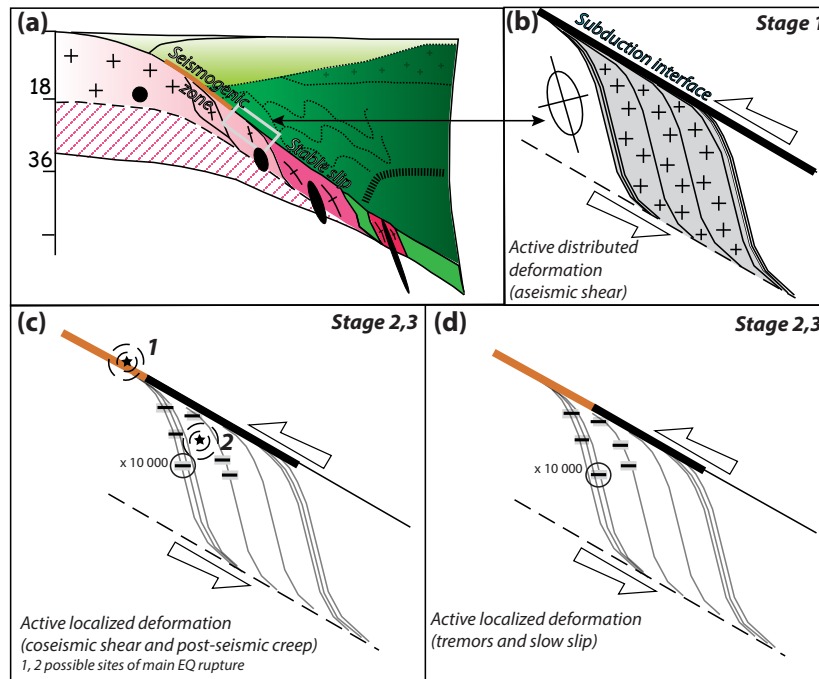 (a)
Seismogenic
zone
Stable slip
18
36
(b)
Stage 1
Subduction interface
Active distributed
deformation
(aseismic shear)
(c)
Stage 2,3
1
2
x 10 000
Active localized deformation
(coseismic shear and post-seismic creep)
1, 2 possible sites of main EQ rupture
(d)
Stage 2,3
x 10 000
Active localized deformation
(tremors and slow slip)